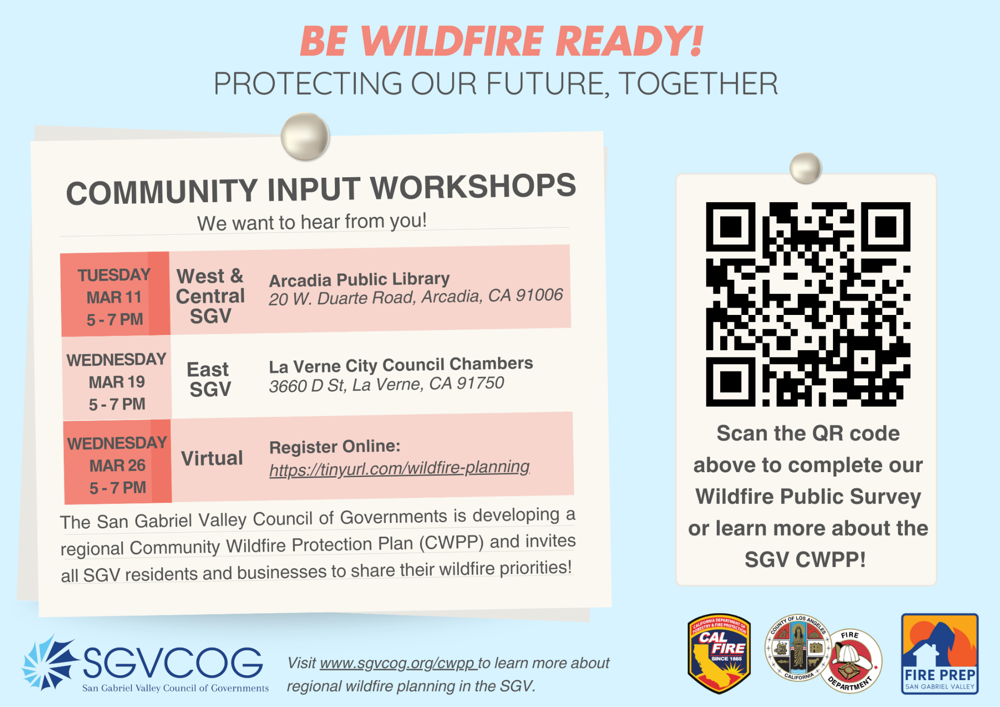 BE WILDFIRE READY!
PROTECTING OUR FUTURE, TOGETHER
COMMUNITY INPUT WORKSHOPS
We want to hear from you!
TUESDAY
MAR 11
5 - 7 PM
West &
Central
SGV
Arcadia Public Library
20 W. Duarte Road, Arcadia, CA 91006
WEDNESDAY
MAR 19
5 - 7 PM
East
SGV
La Verne City Council Chambers
3660 D St, La Verne, CA 91750
WEDNESDAY
MAR 26
5 - 7 PM
Virtual
Register Online:
https://tinyurl.com/wildfire-planning
The San Gabriel Valley Council of Governments is developing a
regional Community Wildfire Protection Plan (CWPP) and invites
all SGV residents and businesses to share their wildfire priorities!
Scan the QR code
above to complete our
Wildfire Public Survey
or learn more about the
SGV CWPP!
SGVCOG
San Gabriel Valley Council of Governments
Visit www.sgvcog.org/cwpp to learn more about
regional wildfire planning in the SGV.
CALIFORNIA DEPARTMENT OF
FORESTRY & FIRE PROTECTION
CAL
FIRE
SINCE 1885
COUNTY OF LOS ANGELES
CALIFORNIA
FIRE
DEPARTMENT
FIRE PREP
SAN GABRIEL VALLEY